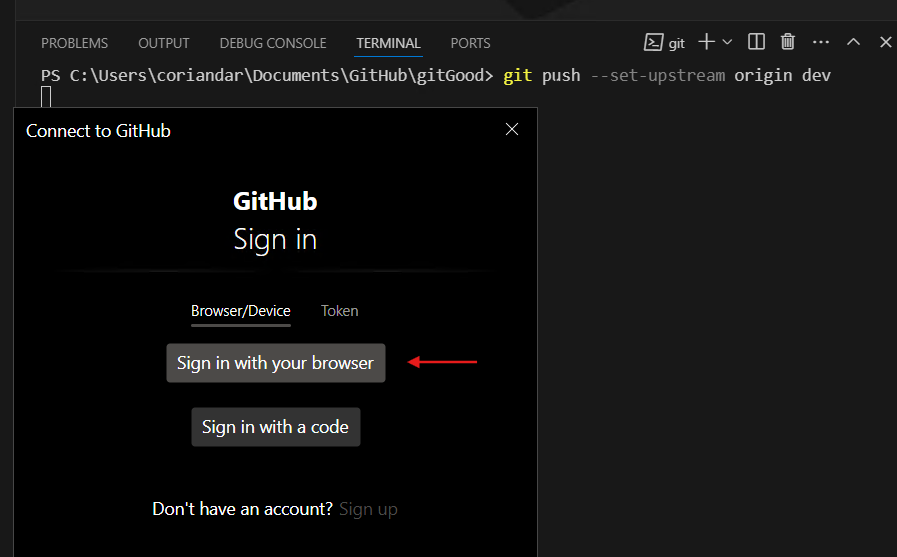 PROBLEMS OUTPUT DEBUG CONSOLE TERMINAL PORTS git
PS C:\Users\coriandar\Documents\GitHub\gitGood> git push --set-upstream origin dev
Connect to GitHub
GitHub
Sign in
Browser/Device Token
Sign in with your browser
Sign in with a code
Don't have an account? Sign up